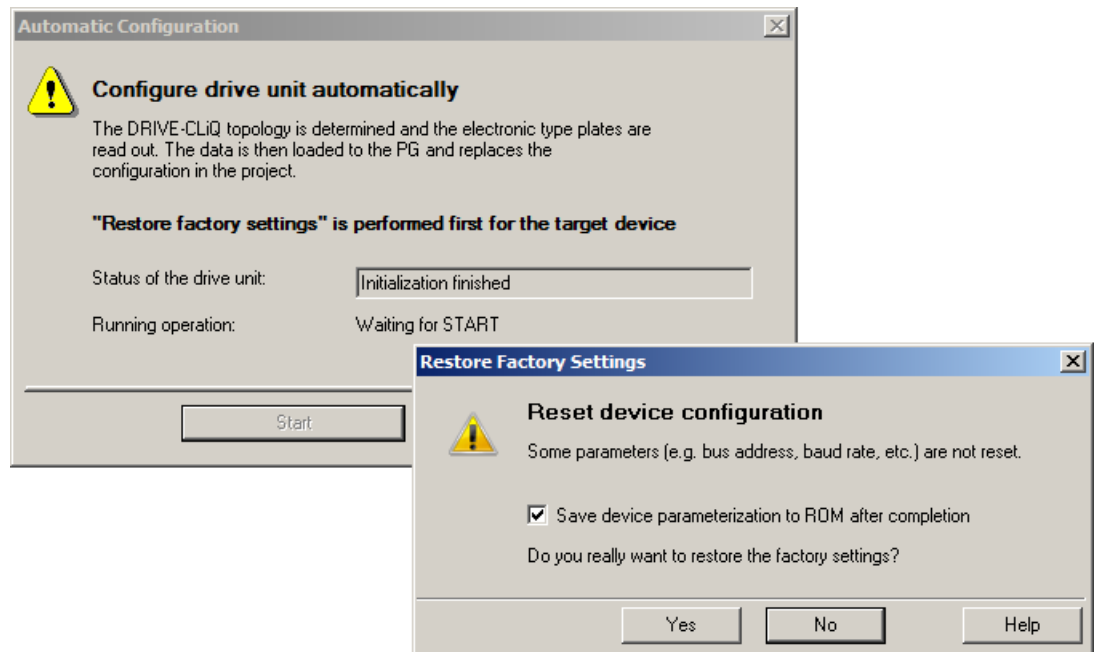 Automatic Configuration
Configure drive unit automatically
The DRIVE-CLiQ topology is determined and the electronic type plates are
read out. The data is then loaded to the PG and replaces the
configuration in the project.
"Restore factory settings" is performed first for the target device
Status of the drive unit: Initialization finished
Running operation: Waiting for START
Start
Restore Factory Settings
Reset device configuration
Some parameters (e.g. bus address, baud rate, etc.) are not reset.
Save device parameterization to ROM after completion
Do you really want to restore the factory settings?
Yes No Help